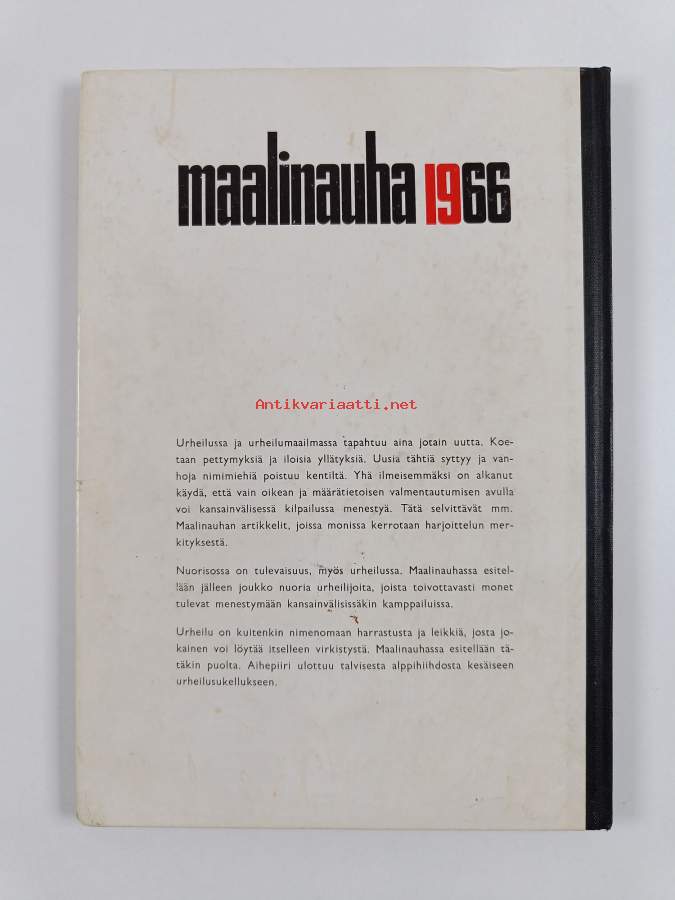 maalinauha 1966
Antikvariaatti.net
Urheilussa ja urheilumaailmassa tapahtuu aina jotain uutta. Koe-
taan pettymyksiä ja iloisia yllätyksiä. Uusia tähtiä syttyy ja van-
hoja nimimiehiä poistuu kentiltä. Yhä ilmeisemmäksi on alkanut
käydä, että vain oikean ja määrätietoisen valmentautumisen avulla
voi kansainvälisessä kilpailussa menestyä. Tätä selvittävät mm.
Maalinauhan artikkelit, joissa monissa kerrotaan harjoittelun mer-
kityksestä.
Nuorisossa on tulevaisuus, myös urheilussa. Maalinauhassa esitel-
lään jälleen joukko nuoria urheilijoita, joista toivottavasti monet
tulevat menestymään kansainvälisissäkin kamppailuissa.
Urheilu on kuitenkin nimenomaan harrastusta ja leikkiä, josta jo-
kainen voi löytää itselleen virkistystä. Maalinauhassa esitellään tä-
täkin puolta. Aihepiiri ulottuu talvisesta alppihiihdosta kesäiseen
urheilusukellukseen.